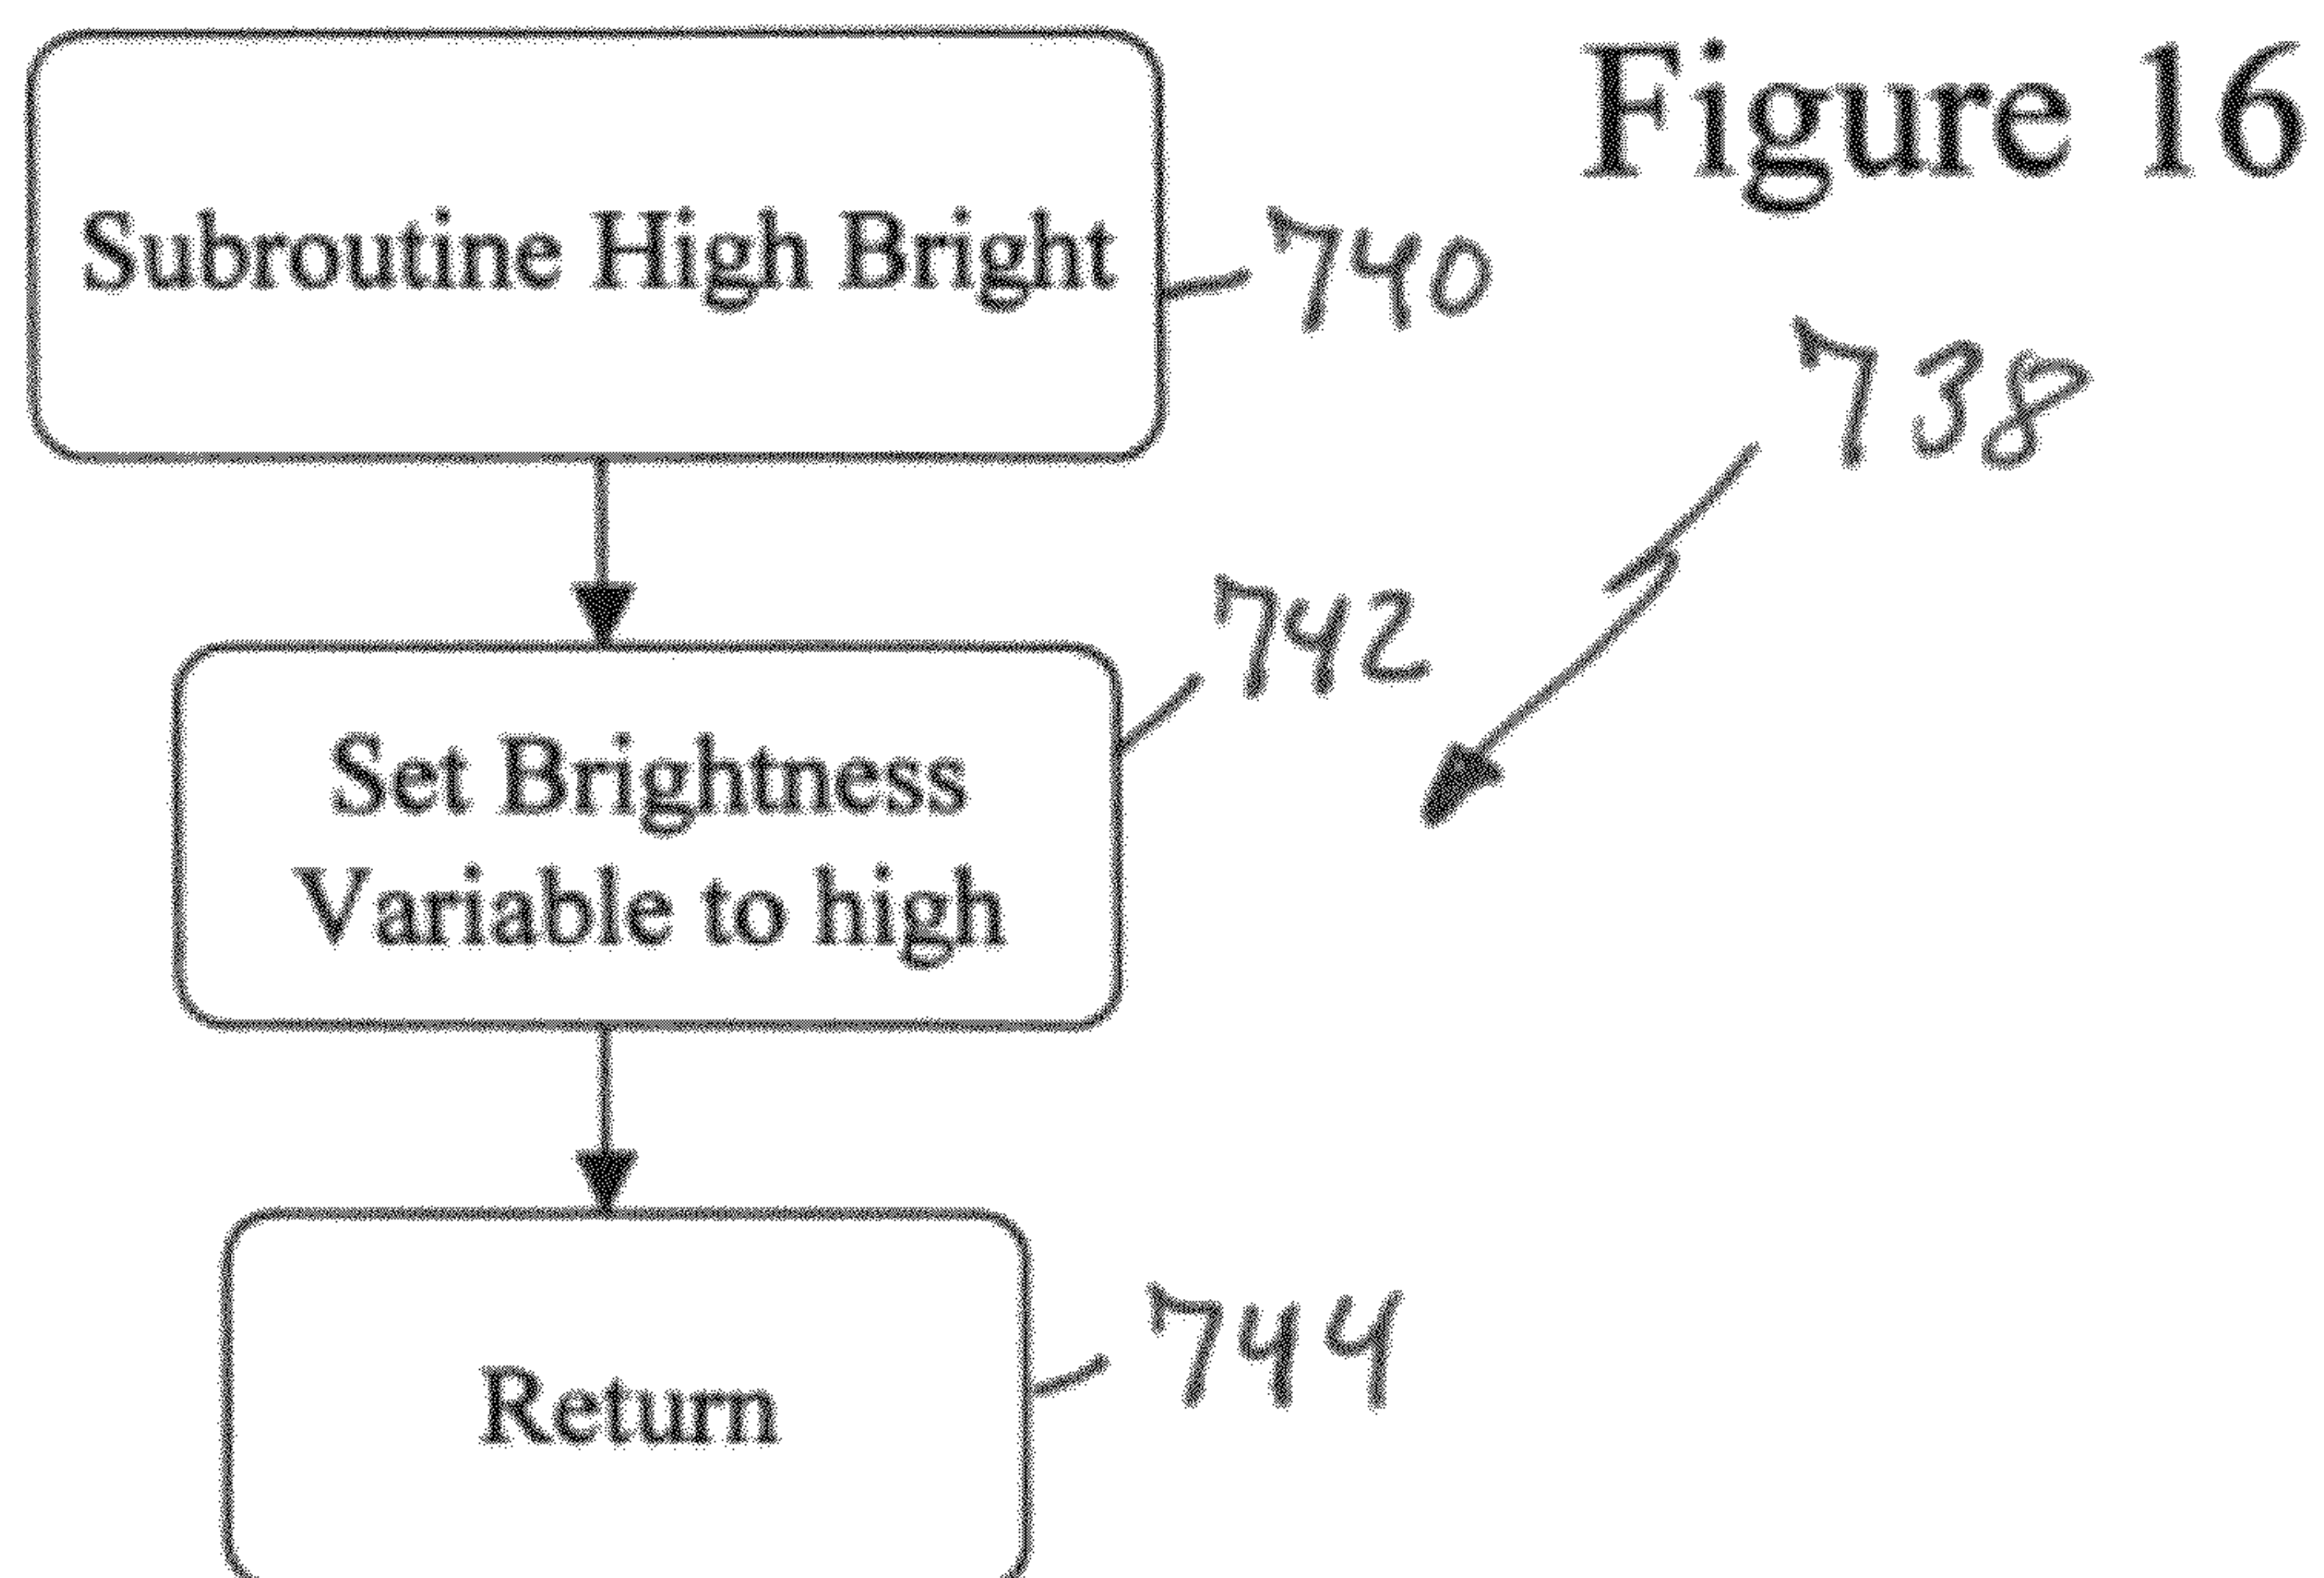 Figure 16
Subroutine High Bright
740
738
742
Set Brightness
Variable to high
744
Return